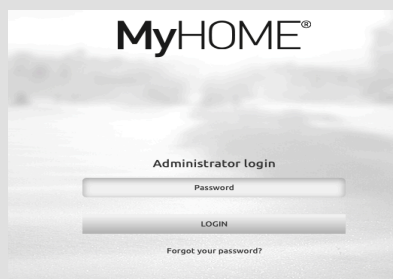 MyHOME®
Administrator login
Password
LOGIN
Forgot your password?